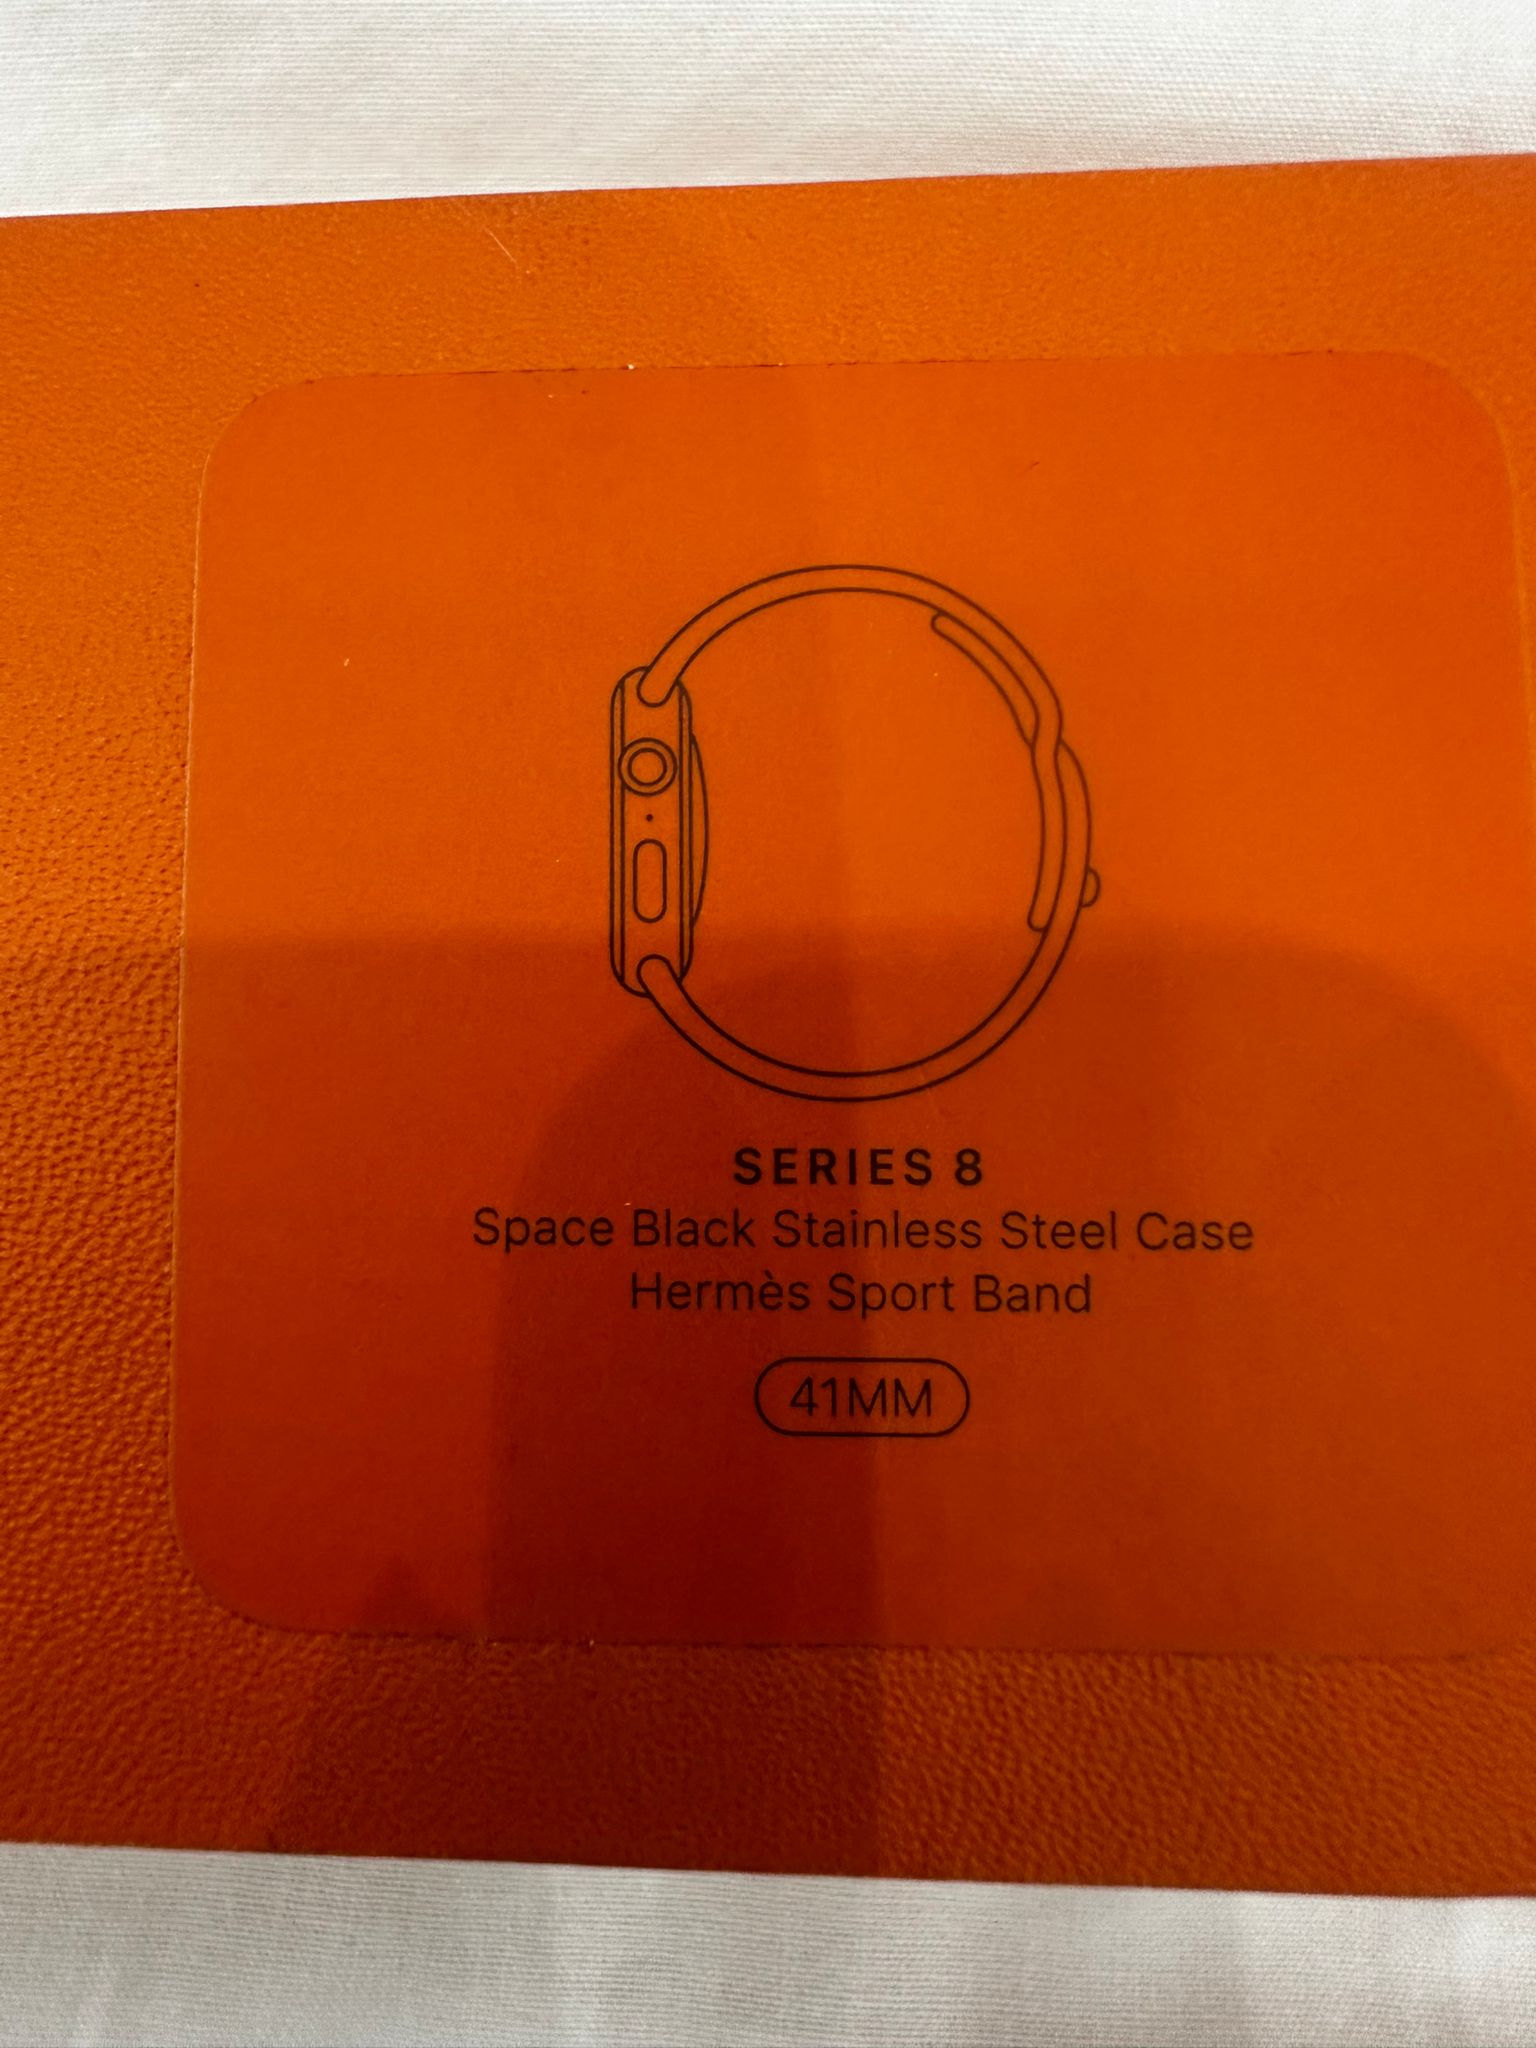 SERIES 8
Space Black Stainless Steel Case
Hermès Sport Band
41MM